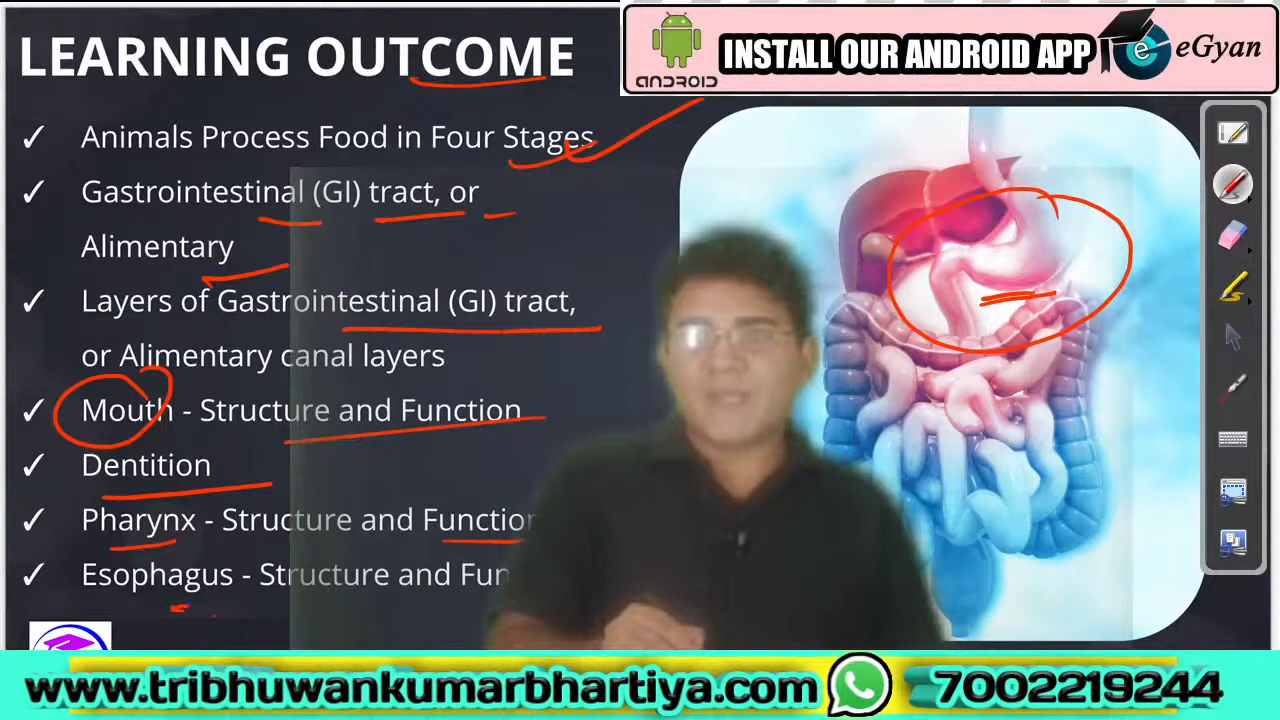 LEARNING OUTCOME
INSTALL OUR ANDROID APP
ANDROID
e
eGyan
✓ Animals Process Food in Four Stages
✓ Gastrointestinal (GI) tract, or
Alimentary
✓ Layers of Gastrointestinal (GI) tract,
or Alimentary canal layers
✓ Mouth - Structure and Function
✓ Dentition
✓ Pharynx - Structure and Function
✓ Esophagus - Structure and Fun
www.tribhuwankumarbhartiya.com 7002219244